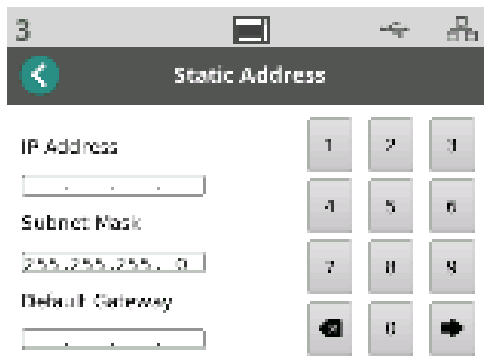 3
Static Address
IP Address
. . .
Subnet Mask
255.255.255. 0
Default Gateway
. . .
1 2 3
4 5 6
7 8 9
0